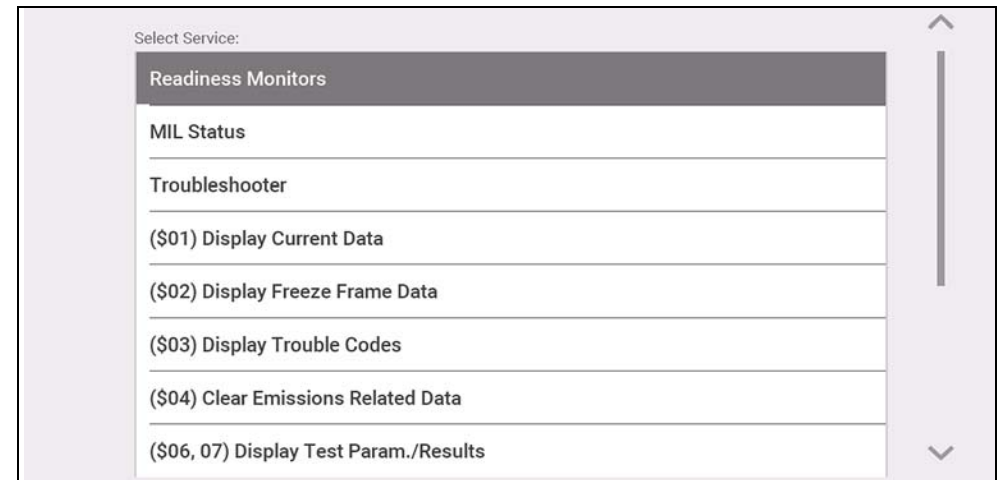 Select Service:
Readiness Monitors
MIL Status
Troubleshooter
($01) Display Current Data
($02) Display Freeze Frame Data
($03) Display Trouble Codes
($04) Clear Emissions Related Data
($06, 07) Display Test Param./Results